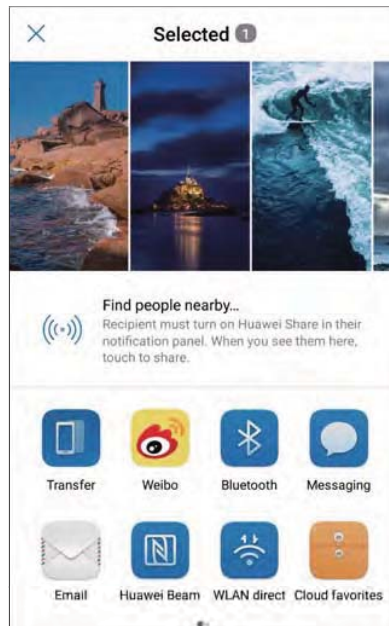 Selected 1
Find people nearby...
Recipient must turn on Huawei Share in their
notification panel. When you see them here,
touch to share.
Transfer Weibo Bluetooth Messaging
Email Huawei Beam WLAN direct Cloud favorites